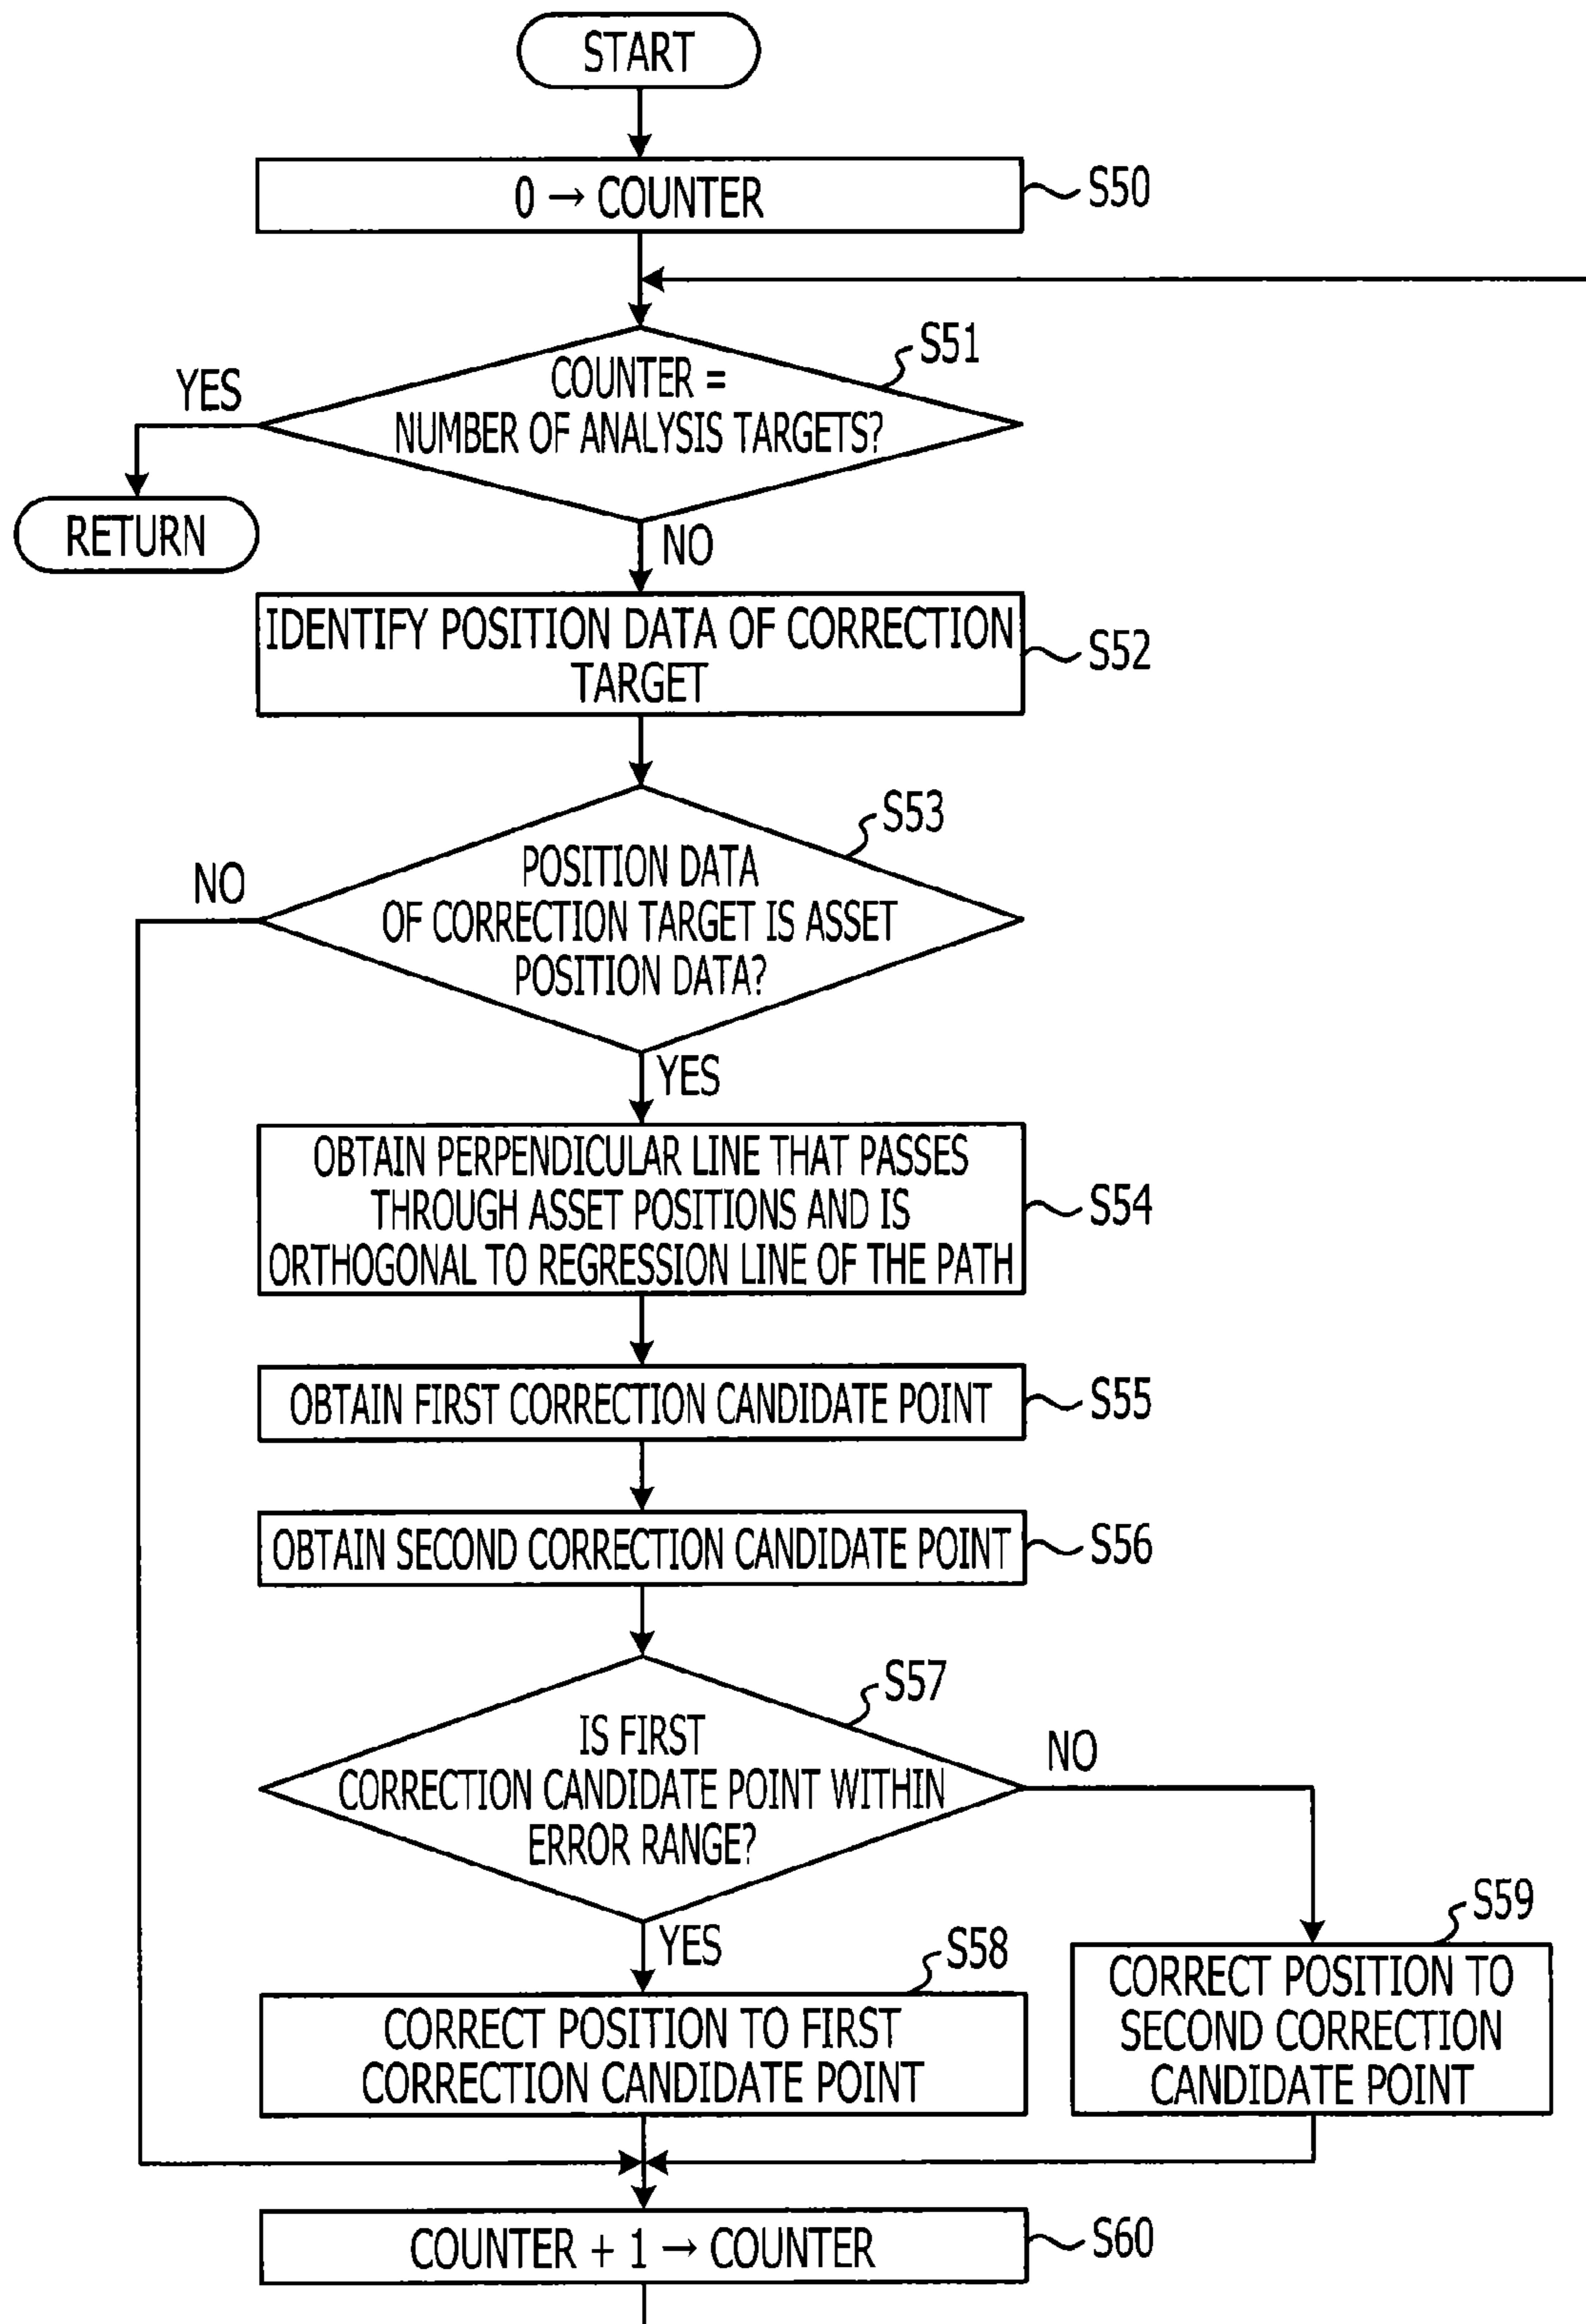 START
0 → COUNTER
S50
S51
COUNTER =
NUMBER OF ANALYSIS TARGETS?
YES
RETURN
NO
IDENTIFY POSITION DATA OF CORRECTION
TARGET
S52
S53
POSITION DATA
OF CORRECTION TARGET IS ASSET
POSITION DATA?
NO
YES
OBTAIN PERPENDICULAR LINE THAT PASSES
THROUGH ASSET POSITIONS AND IS
ORTHOGONAL TO REGRESSION LINE OF THE PATH
S54
OBTAIN FIRST CORRECTION CANDIDATE POINT
S55
OBTAIN SECOND CORRECTION CANDIDATE POINT
S56
S57
IS FIRST
CORRECTION CANDIDATE POINT WITHIN
ERROR RANGE?
NO
YES
S58
CORRECT POSITION TO FIRST
CORRECTION CANDIDATE POINT
S59
CORRECT POSITION TO
SECOND CORRECTION
CANDIDATE POINT
COUNTER + 1 → COUNTER
S60